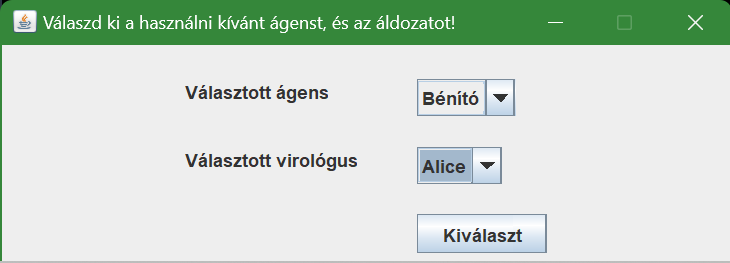 Válaszd ki a használni kívánt ágenst, és az áldozatot!
Választott ágens Bénító
Választott virológus Alice
Kiválaszt